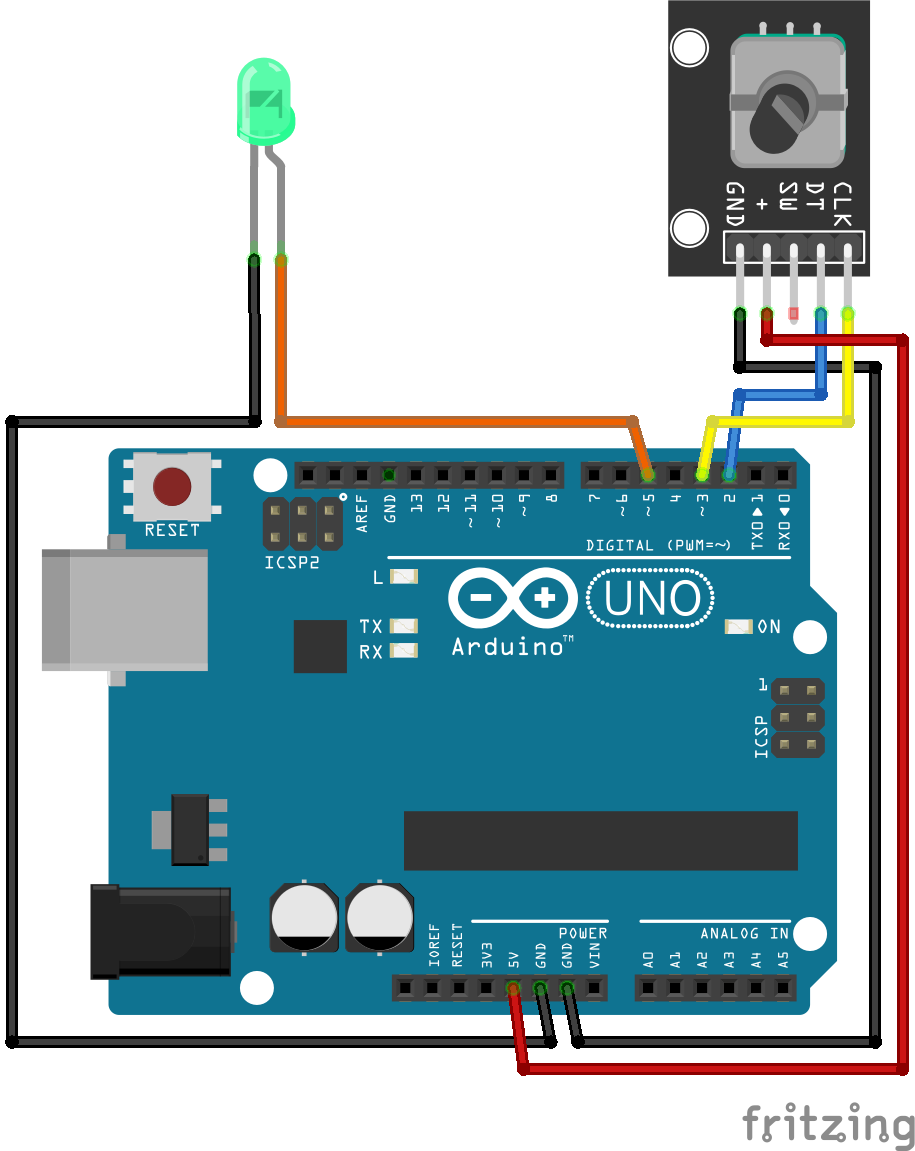 GND
+
SW
DT
CLK
RESET
ICSP2
AREF
GND
13
12
~11
~10
~9
8
7
~6
~5
4
~3
2
TX0▶1
RX0◀0
DIGITAL (PWM=~)
L
TX
RX
UNO
Arduino™
ON
1
ICSP
POWER
ANALOG IN
IOREF
RESET
3V3
5V
GND
GND
VIN
A0
A1
A2
A3
A4
A5
fritzing